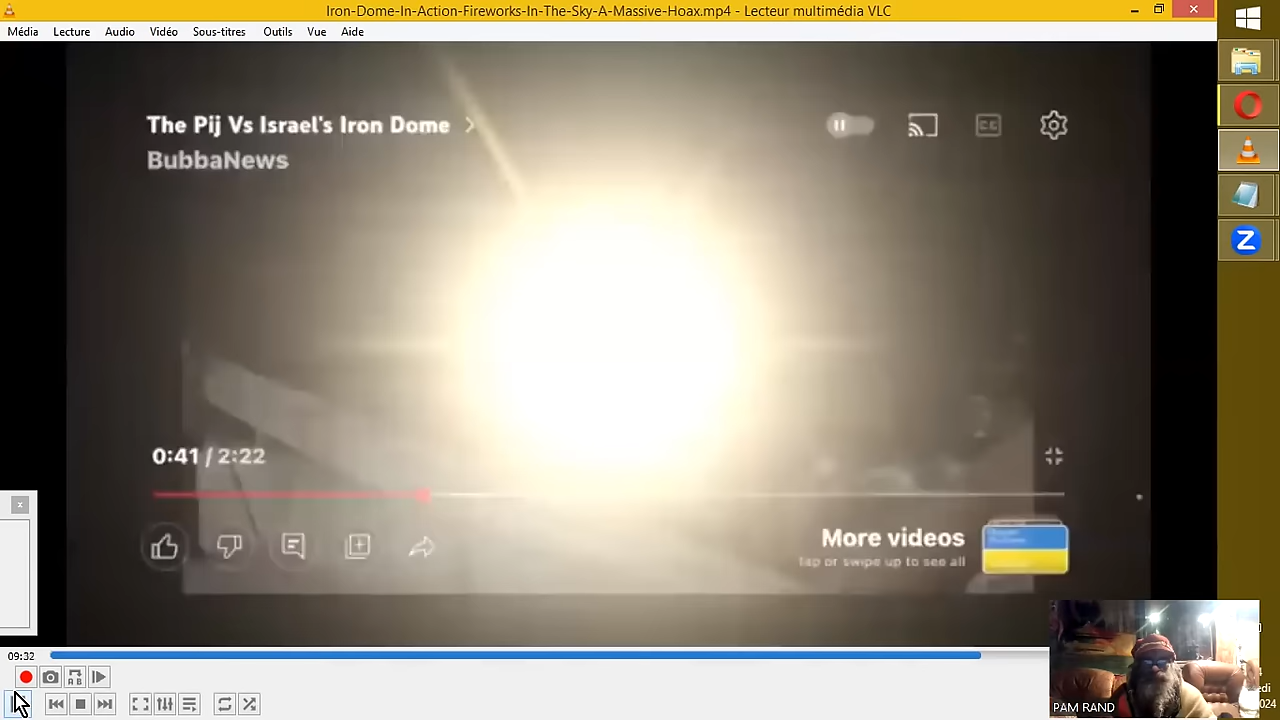 Iron-Dome-In-Action-Fireworks-In-The-Sky-A-Massive-Hoax.mp4 - Lecteur multimédia VLC
Média Lecture Audio Vidéo Sous-titres Outils Vue Aide
The Pij Vs Israel's Iron Dome
CC
BubbaNews
0:41 / 2:22
More videos
Tap or swipe up to see all
09:32
AB
PAM RAND